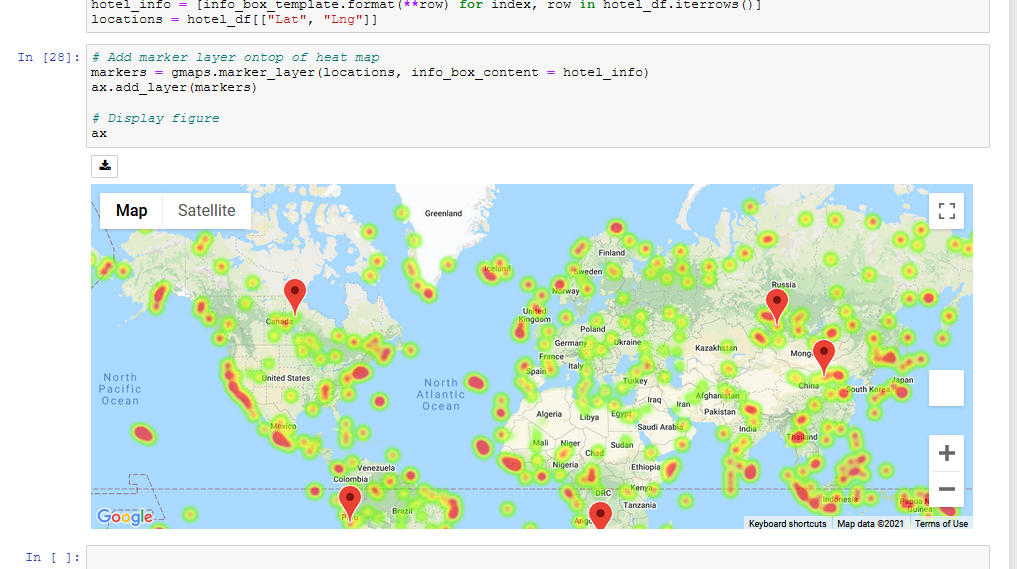 hotel_info = [info_box_template.format(**row) for index, row in hotel_df.iterrows()]
locations = hotel_df[["Lat", "Lng"]]
In [28]:
# Add marker layer ontop of heat map
markers = gmaps.marker_layer(locations, info_box_content = hotel_info)
ax.add_layer(markers)
# Display figure
ax
Map
Satellite
Greenland
Iceland
Finland
Sweden
Norway
Russia
Canada
United
Kingdom
Poland
Germany
Ukraine
Kazakhstan
Mong
France
Spain
Italy
Turkey
China
South Korea
Japan
United States
North
Pacific
Ocean
North
Atlantic
Ocean
Mexico
Algeria
Libya
Egypt
Iraq
Iran
Afghanistan
Pakistan
Saudi Arabia
India
Thailand
Mali
Niger
Chad
Sudan
Nigeria
Ethiopia
Venezuela
Colombia
DRC
Kenya
Tanzania
Indonesia
Papua N
Guinea
Brazil
Ango
Google
Keyboard shortcuts
Map data ©2021
Terms of Use
In [ ]: